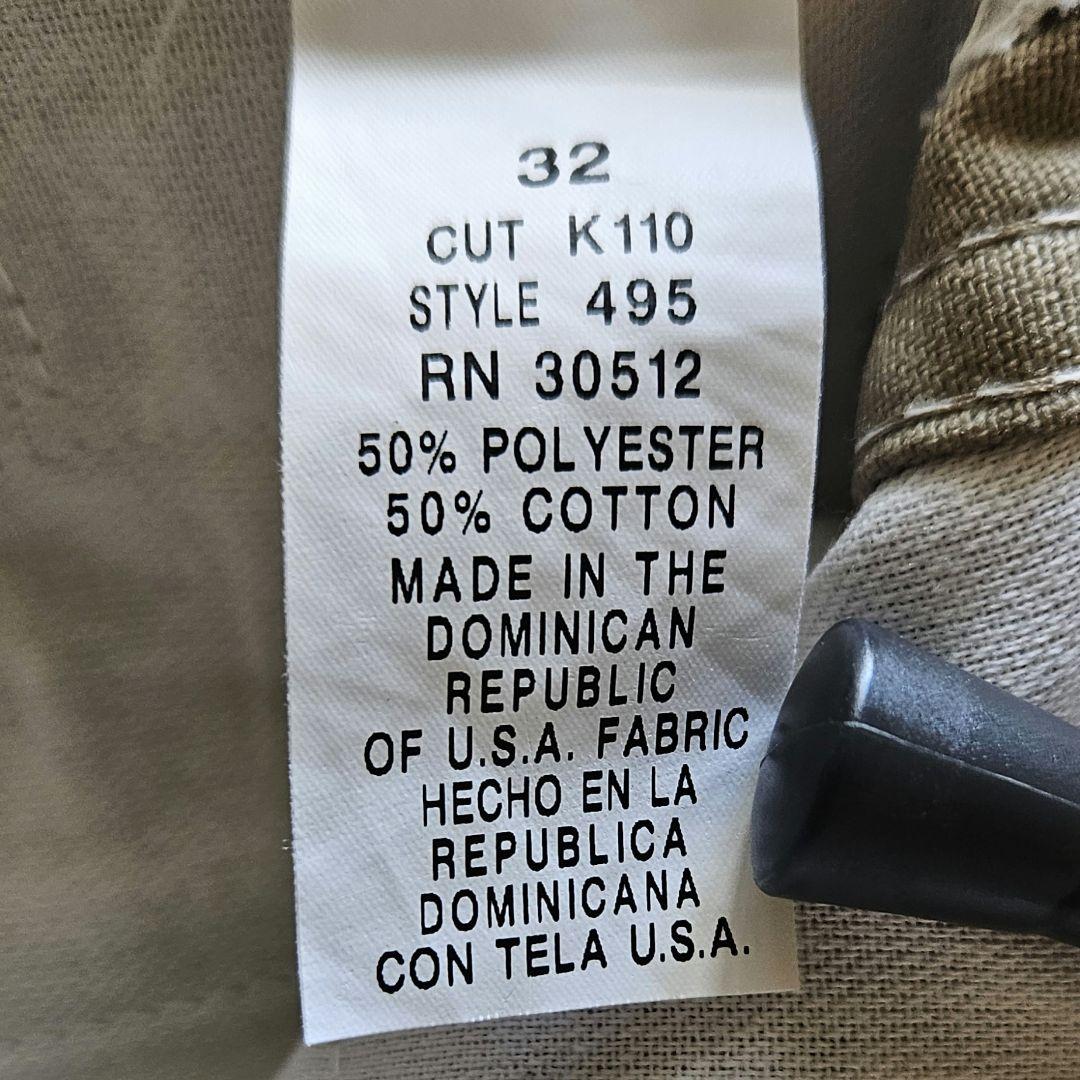 32
CUT K110
STYLE 495
RN 30512
50% POLYESTER
50% COTTON
MADE IN THE
DOMINICAN
REPUBLIC
OF U.S.A. FABRIC
HECHO EN LA
REPUBLICA
DOMINICANA
CON TELA U.S.A.